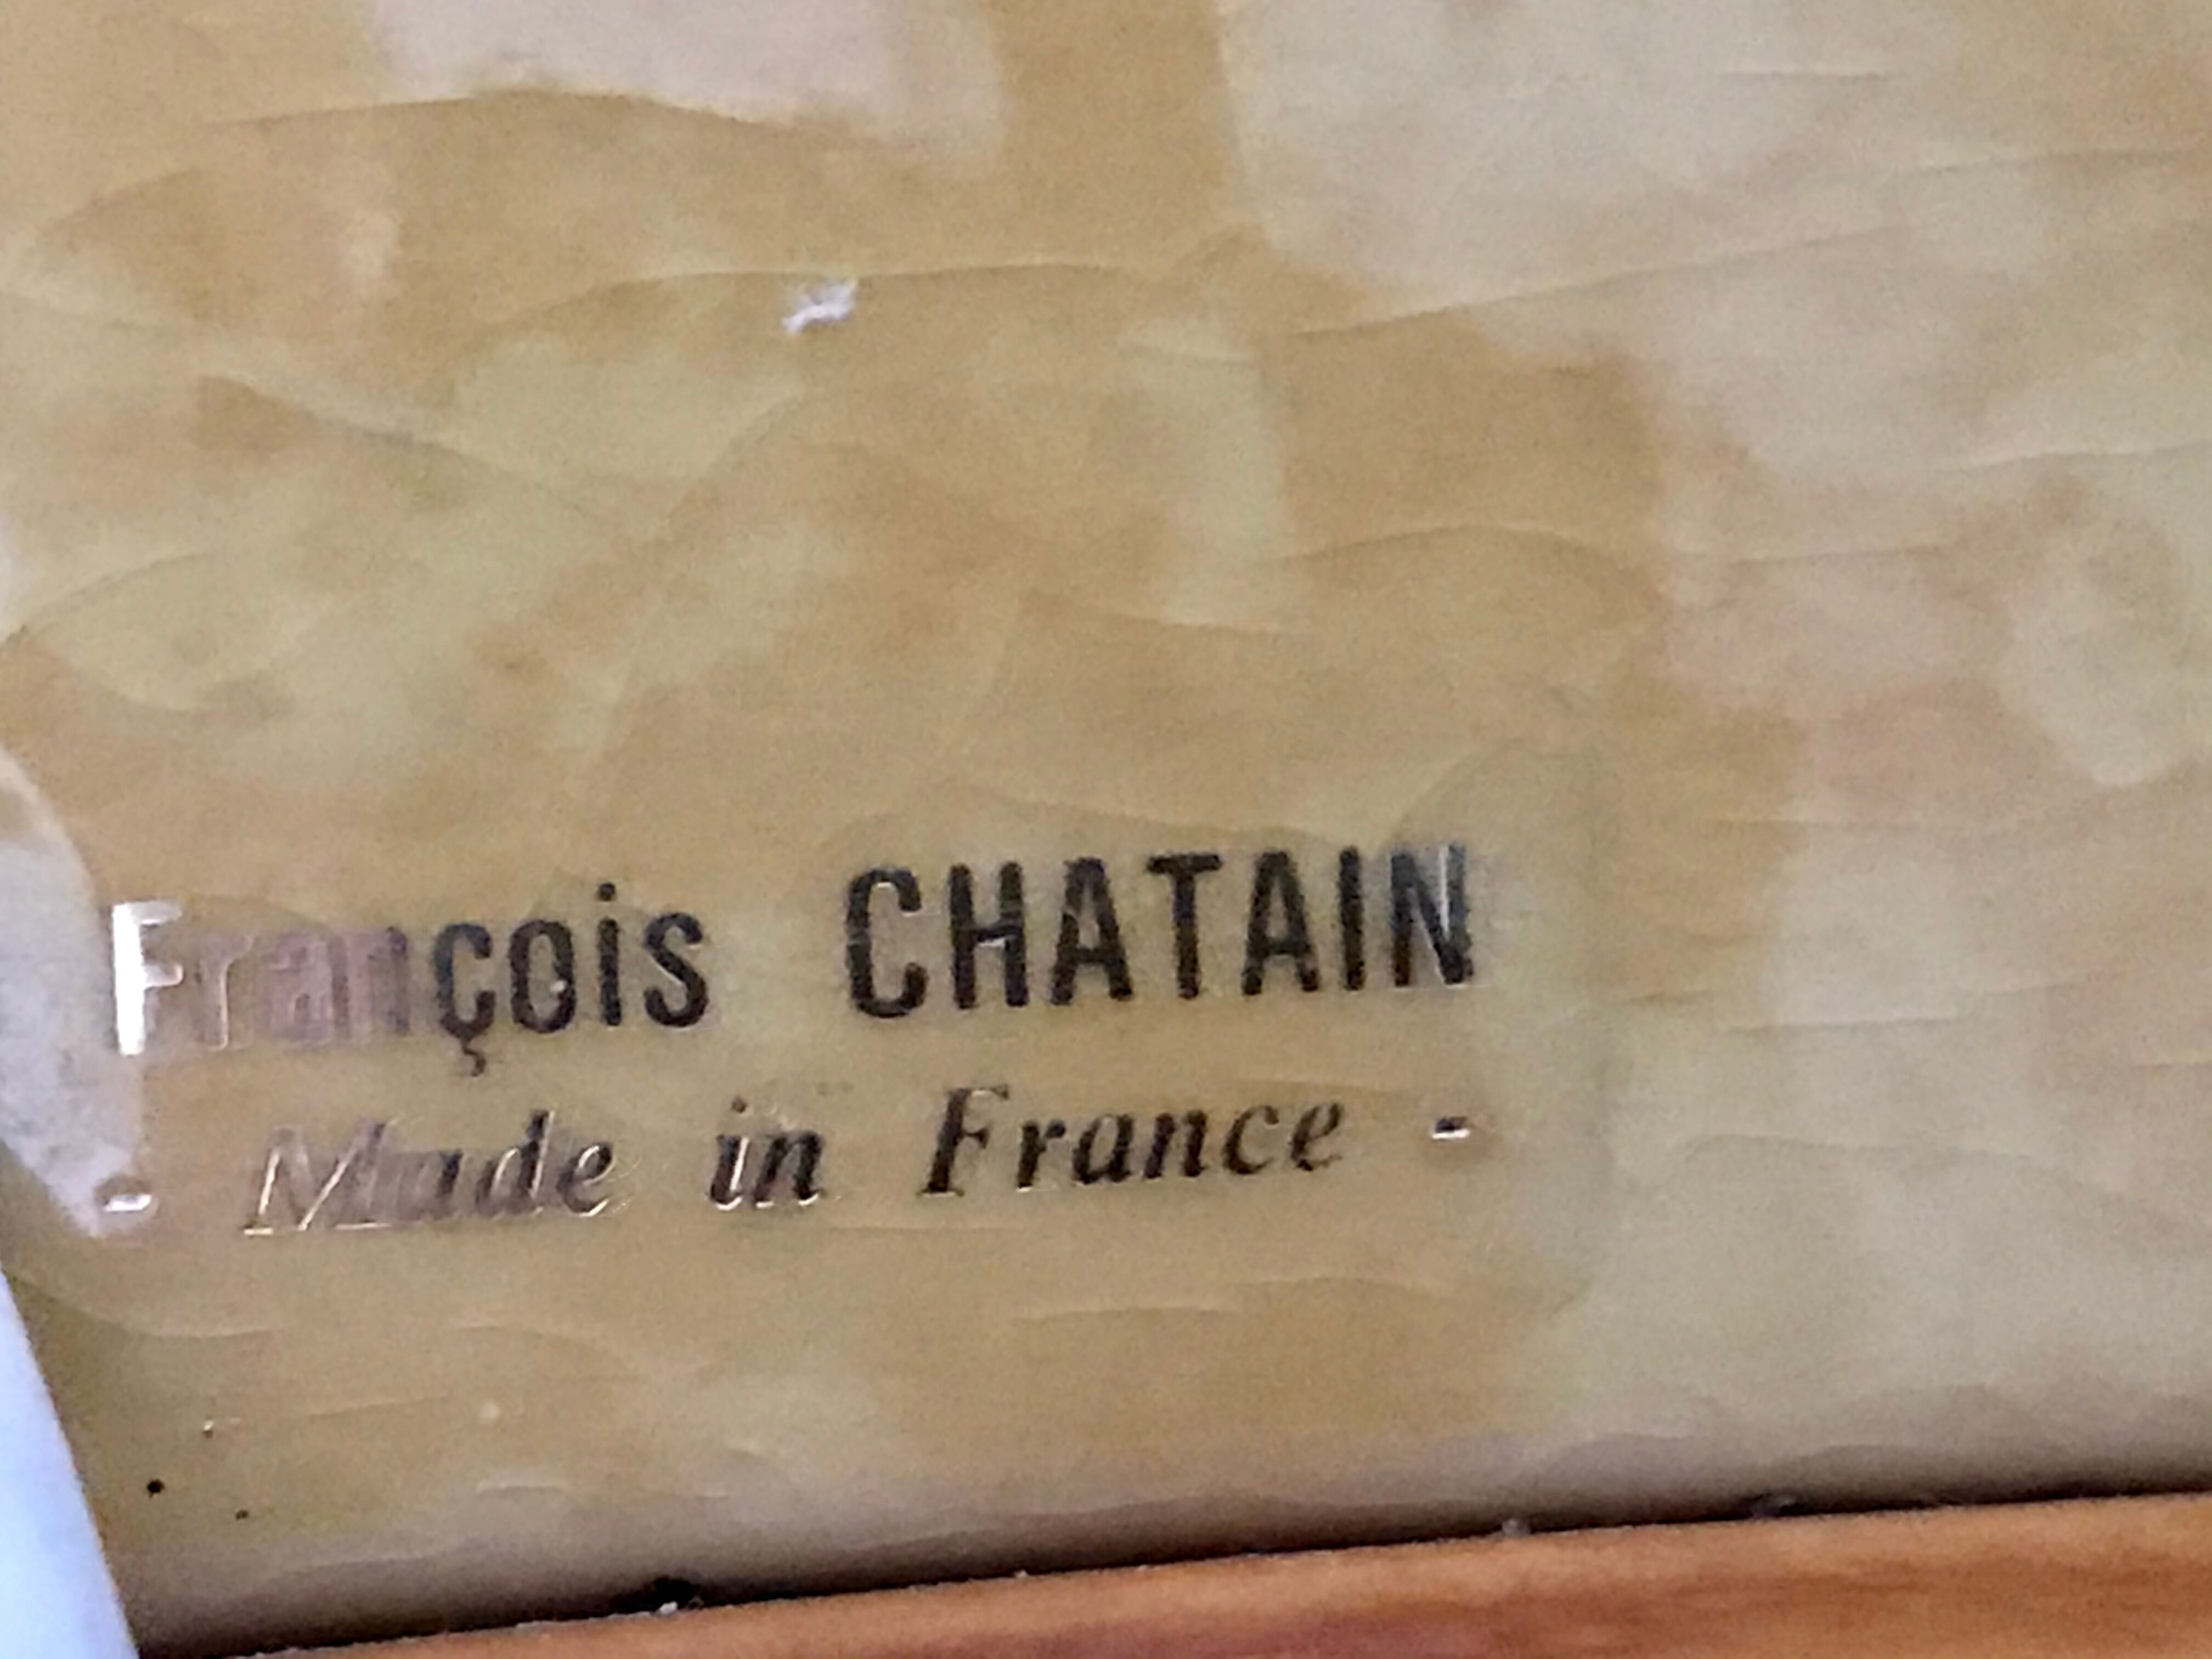 François CHATAIN
- Made in France -